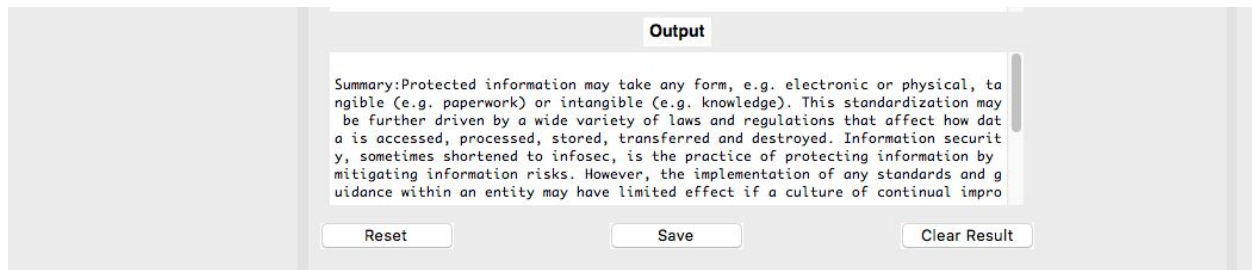 Output
Summary:Protected information may take any form, e.g. electronic or physical, ta
ngible (e.g. paperwork) or intangible (e.g. knowledge). This standardization may
be further driven by a wide variety of laws and regulations that affect how dat
a is accessed, processed, stored, transferred and destroyed. Information securit
y, sometimes shortened to infosec, is the practice of protecting information by
mitigating information risks. However, the implementation of any standards and g
uidance within an entity may have limited effect if a culture of continual impro
Reset Save Clear Result